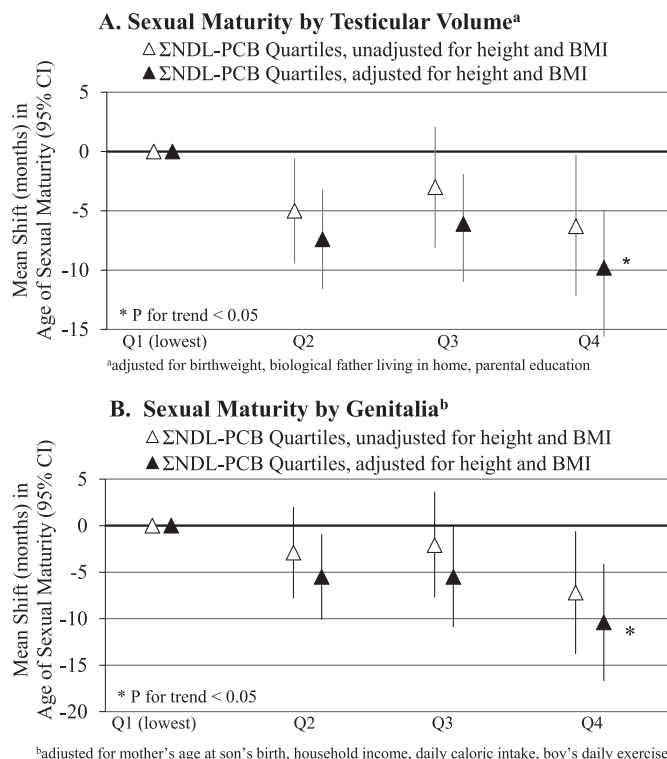 A. Sexual Maturity by Testicular Volumeᵃ
△ ΣNDL-PCB Quartiles, unadjusted for height and BMI
▲ ΣNDL-PCB Quartiles, adjusted for height and BMI
Mean Shift (months) in
Age of Sexual Maturity (95% CI)
5
0
-5
-10
-15
*
* P for trend < 0.05
Q1 (lowest) Q2 Q3 Q4
ᵃadjusted for birthweight, biological father living in home, parental education
B. Sexual Maturity by Genitaliaᵇ
△ ΣNDL-PCB Quartiles, unadjusted for height and BMI
▲ ΣNDL-PCB Quartiles, adjusted for height and BMI
Mean Shift (months) in
Age of Sexual Maturity (95% CI)
5
0
-5
-10
-15
-20
*
* P for trend < 0.05
Q1 (lowest) Q2 Q3 Q4
ᵇadjusted for mother's age at son's birth, household income, daily caloric intake, boy's daily exercise